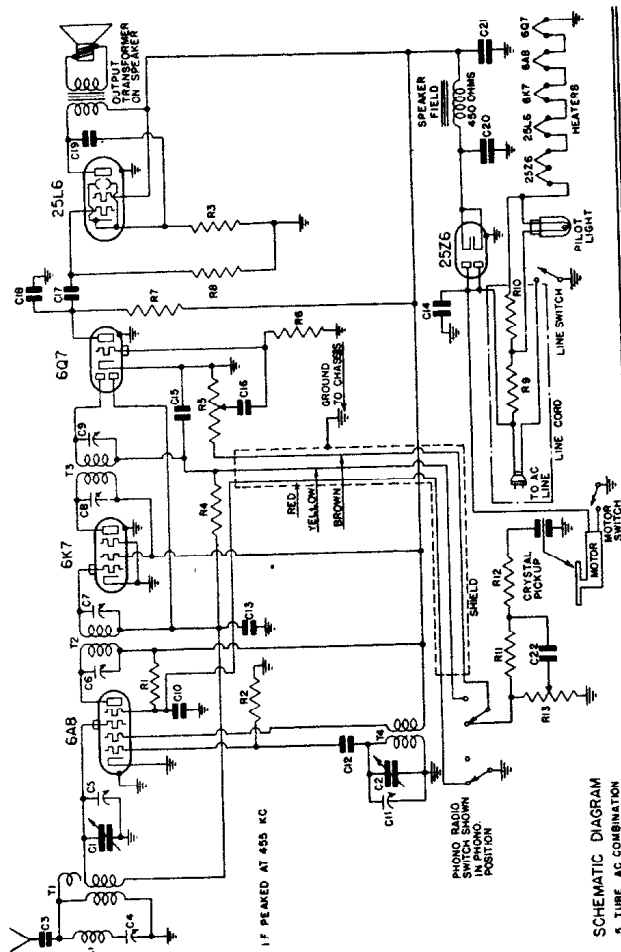 SCHEMATIC DIAGRAM
5 TUBE AC COMBINATION
IF PEAKED AT 455 KC
C3
C4
T1
C1
C5
6A8
C6
T2
C7
6K7
C8
T3
C9
6Q7
C18
C17
25L6
C19
OUTPUT
TRANSFORMER
ON SPEAKER
R1
C10
R2
C13
R4
C15
R5
C16
R6
R7
R8
R3
RED
YELLOW
BROWN
GROUND
TO CHASSIS
SHIELD
C12
C11
C2
T4
PHONO RADIO
SWITCH SHOWN
IN PHONO.
POSITION
R13
R11
C22
R12
CRYSTAL
PICKUP
MOTOR
MOTOR
SWITCH
TO AC
LINE
LINE CORD
R9
R10
LINE SWITCH
PILOT
LIGHT
C14
25Z6
C20
SPEAKER
FIELD
450 OHMS
C21
25Z6
25L6
6K7
6A8
6Q7
HEATERS